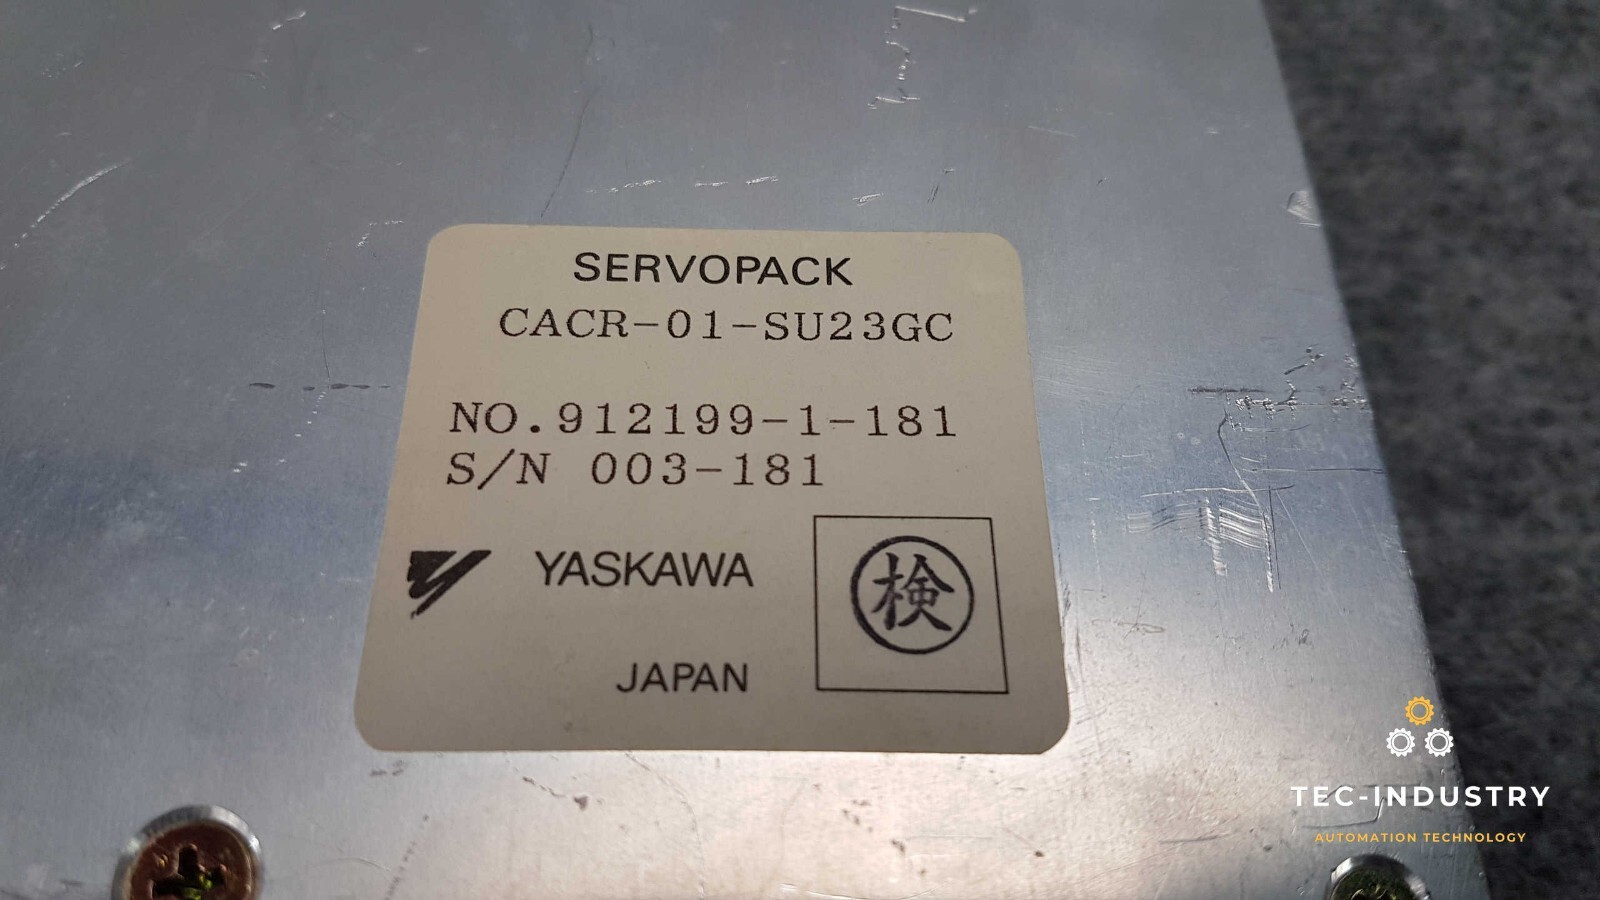 SERVOPACK
CACR-01-SU23GC
NO.912199-1-181
S/N 003-181
YASKAWA
検
JAPAN
TEC-INDUSTRY
AUTOMATION TECHNOLOGY